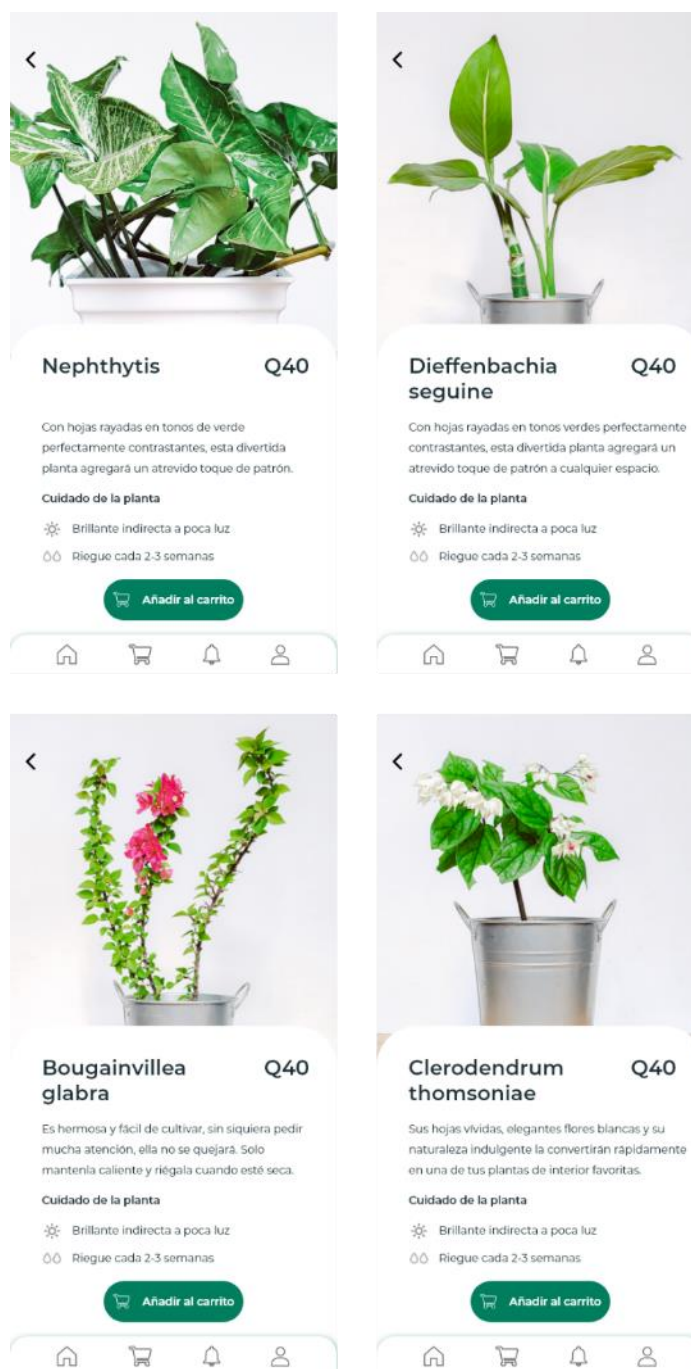 Nephthytis Q40
Con hojas rayadas en tonos de verde
perfectamente contrastantes, esta divertida
planta agregará un atrevido toque de patrón.
Cuidado de la planta
Brillante indirecta a poca luz
Riegue cada 2-3 semanas
Añadir al carrito
Dieffenbachia Q40
seguine
Con hojas rayadas en tonos verdes perfectamente
contrastantes, esta divertida planta agregará un
atrevido toque de patrón a cualquier espacio.
Cuidado de la planta
Brillante indirecta a poca luz
Riegue cada 2-3 semanas
Añadir al carrito
Bougainvillea Q40
glabra
Es hermosa y fácil de cultivar, sin siquiera pedir
mucha atención, ella no se quejará. Solo
mantenla caliente y riégala cuando esté seca.
Cuidado de la planta
Brillante indirecta a poca luz
Riegue cada 2-3 semanas
Añadir al carrito
Clerodendrum Q40
thomsoniae
Sus hojas vívidas, elegantes flores blancas y su
naturaleza indulgente la convertirán rápidamente
en una de tus plantas de interior favoritas.
Cuidado de la planta
Brillante indirecta a poca luz
Riegue cada 2-3 semanas
Añadir al carrito